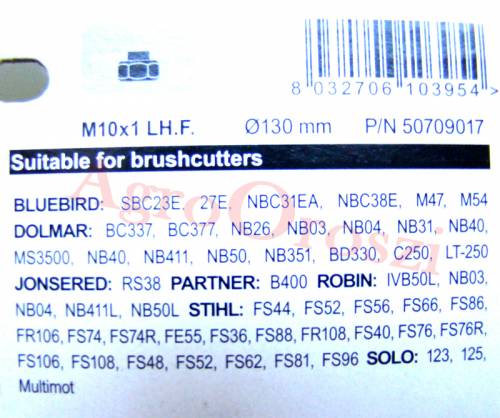 8 032706 103954 >
M10x1 LH.F. Ø130 mm P/N 50709017
Suitable for brushcutters
BLUEBIRD: SBC23E, 27E, NBC31EA, NBC38E, M47, M54
DOLMAR: BC337, BC377, NB26, NB03, NB04, NB31, NB40,
MS3500, NB40, NB411, NB50, NB351, BD330, C250, LT-250
JONSERED: RS38 PARTNER: B400 ROBIN: IVB50L, NB03,
NB04, NB411L, NB50L STIHL: FS44, FS52, FS56, FS66, FS86,
FR106, FS74, FS74R, FE55, FS36, FS88, FR108, FS40, FS76, FS76R,
FS106, FS108, FS48, FS52, FS62, FS81, FS96 SOLO: 123, 125,
Multimot
AgroOroszi